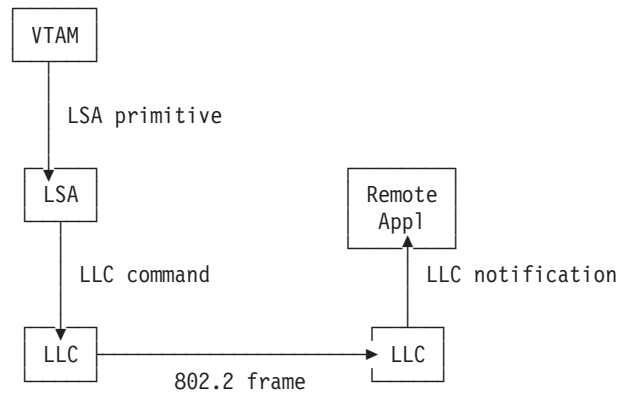 VTAM
LSA primitive
LSA
Remote
Appl
LLC command
LLC notification
LLC
LLC
802.2 frame